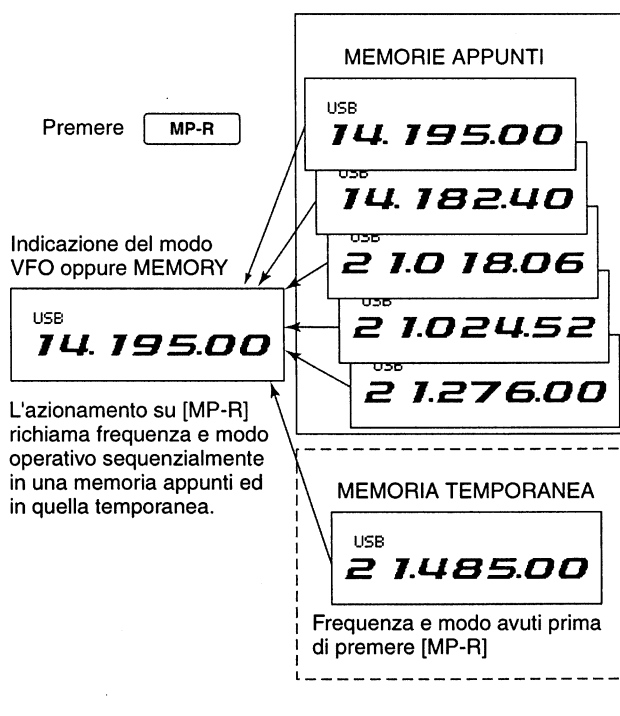 MEMORIE APPUNTI
USB
14.195.00
Premere MP-R
USB
14.182.40
USB
21.018.06
Indicazione del modo
VFO oppure MEMORY
USB
14.195.00
USB
21.024.52
USB
21.276.00
L'azionamento su [MP-R]
richiama frequenza e modo
operativo sequenzialmente
in una memoria appunti ed
in quella temporanea.
MEMORIA TEMPORANEA
USB
21.485.00
Frequenza e modo avuti prima
di premere [MP-R]